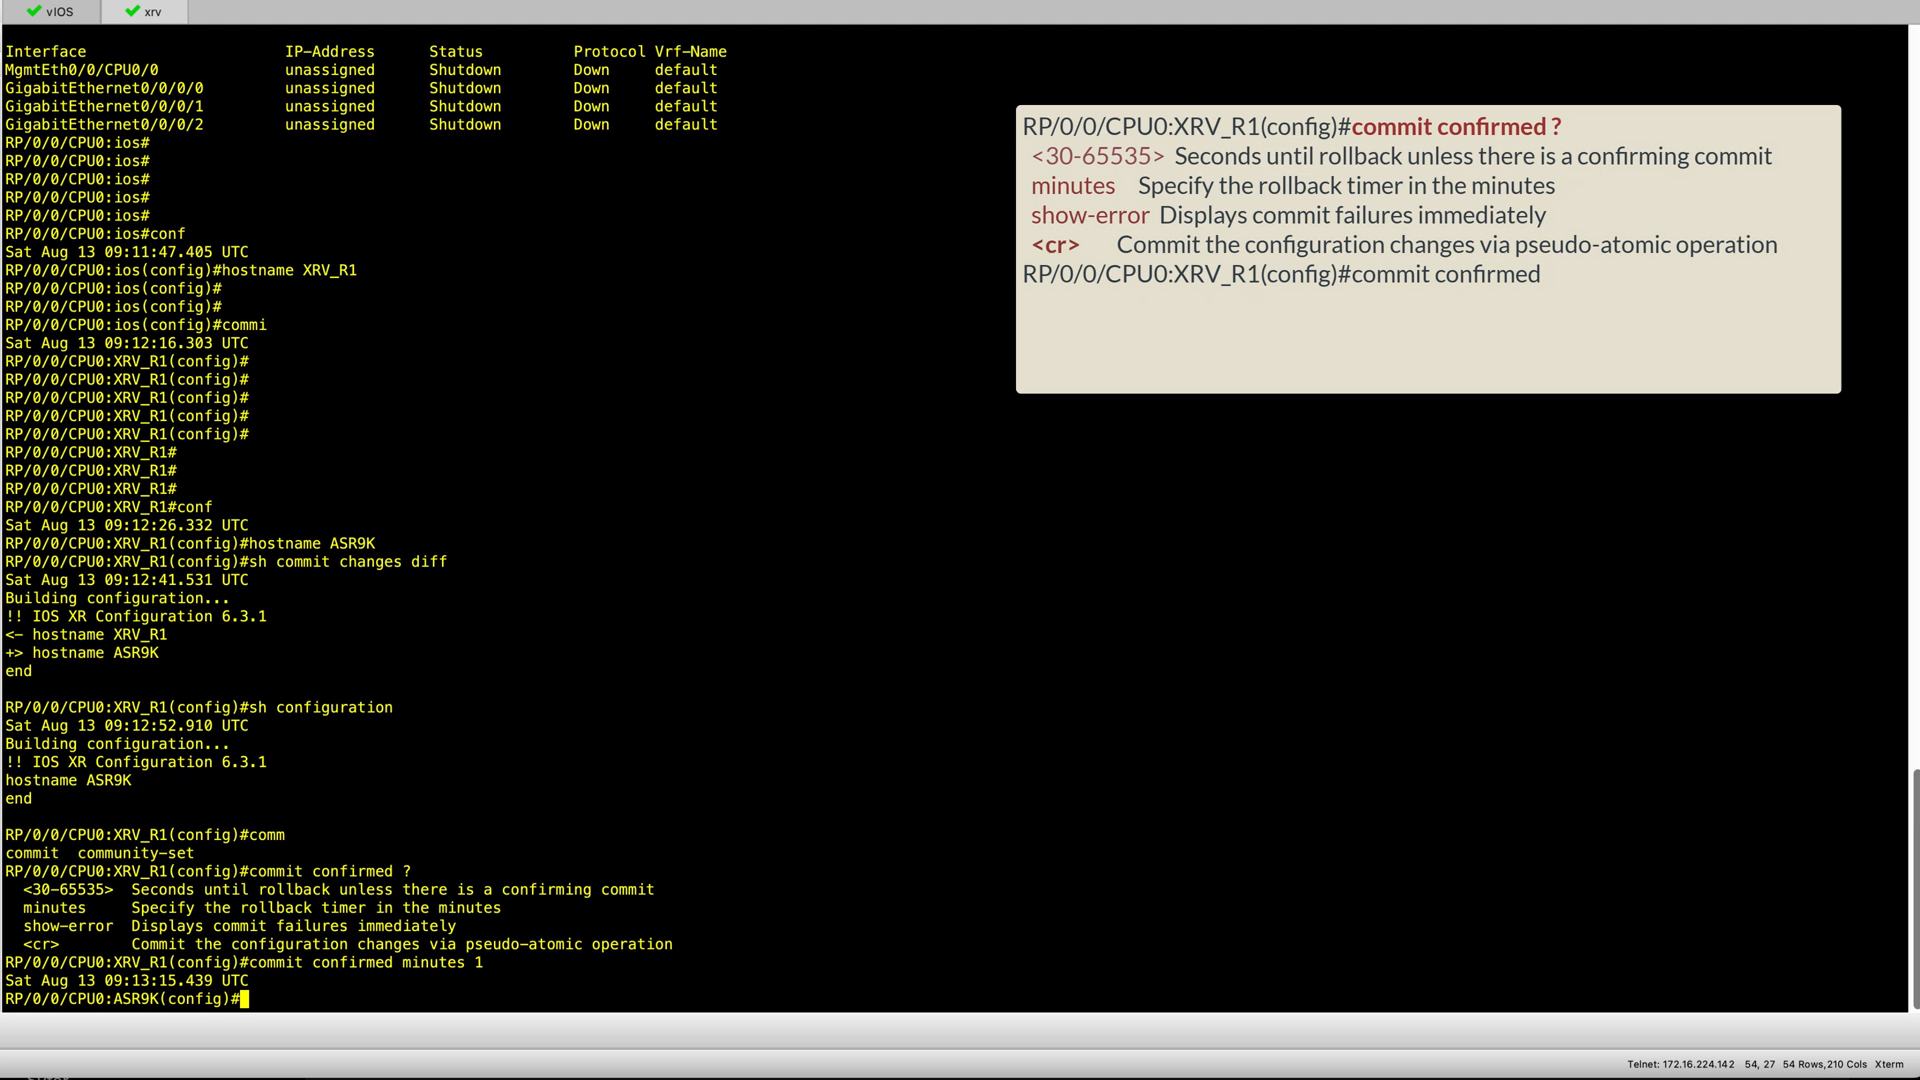 vIOS
xrv
Interface IP-Address Status Protocol Vrf-Name
MgmtEth0/0/CPU0/0 unassigned Shutdown Down default
GigabitEthernet0/0/0/0 unassigned Shutdown Down default
GigabitEthernet0/0/0/1 unassigned Shutdown Down default
GigabitEthernet0/0/0/2 unassigned Shutdown Down default
RP/0/0/CPU0:ios#
RP/0/0/CPU0:ios#
RP/0/0/CPU0:ios#
RP/0/0/CPU0:ios#
RP/0/0/CPU0:ios#
RP/0/0/CPU0:ios#conf
Sat Aug 13 09:11:47.405 UTC
RP/0/0/CPU0:ios(config)#hostname XRV_R1
RP/0/0/CPU0:ios(config)#
RP/0/0/CPU0:ios(config)#
RP/0/0/CPU0:ios(config)#commi
Sat Aug 13 09:12:16.303 UTC
RP/0/0/CPU0:XRV_R1(config)#
RP/0/0/CPU0:XRV_R1(config)#
RP/0/0/CPU0:XRV_R1(config)#
RP/0/0/CPU0:XRV_R1(config)#
RP/0/0/CPU0:XRV_R1(config)#
RP/0/0/CPU0:XRV_R1#
RP/0/0/CPU0:XRV_R1#
RP/0/0/CPU0:XRV_R1#
RP/0/0/CPU0:XRV_R1#conf
Sat Aug 13 09:12:26.332 UTC
RP/0/0/CPU0:XRV_R1(config)#hostname ASR9K
RP/0/0/CPU0:XRV_R1(config)#sh commit changes diff
Sat Aug 13 09:12:41.531 UTC
Building configuration...
!! IOS XR Configuration 6.3.1
<- hostname XRV_R1
+> hostname ASR9K
end
RP/0/0/CPU0:XRV_R1(config)#sh configuration
Sat Aug 13 09:12:52.910 UTC
Building configuration...
!! IOS XR Configuration 6.3.1
hostname ASR9K
end
RP/0/0/CPU0:XRV_R1(config)#comm
commit community-set
RP/0/0/CPU0:XRV_R1(config)#commit confirmed ?
<30-65535> Seconds until rollback unless there is a confirming commit
minutes Specify the rollback timer in the minutes
show-error Displays commit failures immediately
<cr> Commit the configuration changes via pseudo-atomic operation
RP/0/0/CPU0:XRV_R1(config)#commit confirmed minutes 1
Sat Aug 13 09:13:15.439 UTC
RP/0/0/CPU0:ASR9K(config)#
RP/0/0/CPU0:XRV_R1(config)#commit confirmed ?
<30-65535> Seconds until rollback unless there is a confirming commit
minutes Specify the rollback timer in the minutes
show-error Displays commit failures immediately
<cr> Commit the configuration changes via pseudo-atomic operation
RP/0/0/CPU0:XRV_R1(config)#commit confirmed
Telnet: 172.16.224.142 54, 27 54 Rows,210 Cols Xterm